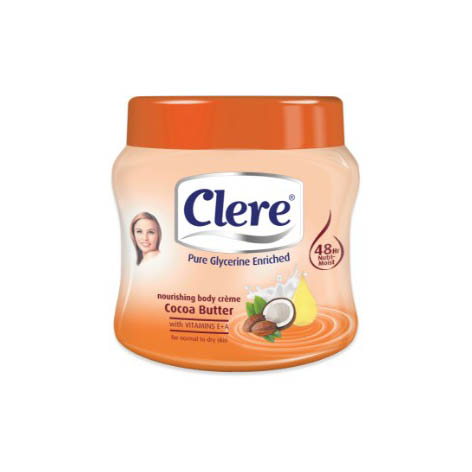 Clere®
Pure Glycerine Enriched
48Hr
Nutri-
Moist
nourishing body crème
Cocoa Butter
with VITAMINS E+A
for normal to dry skin